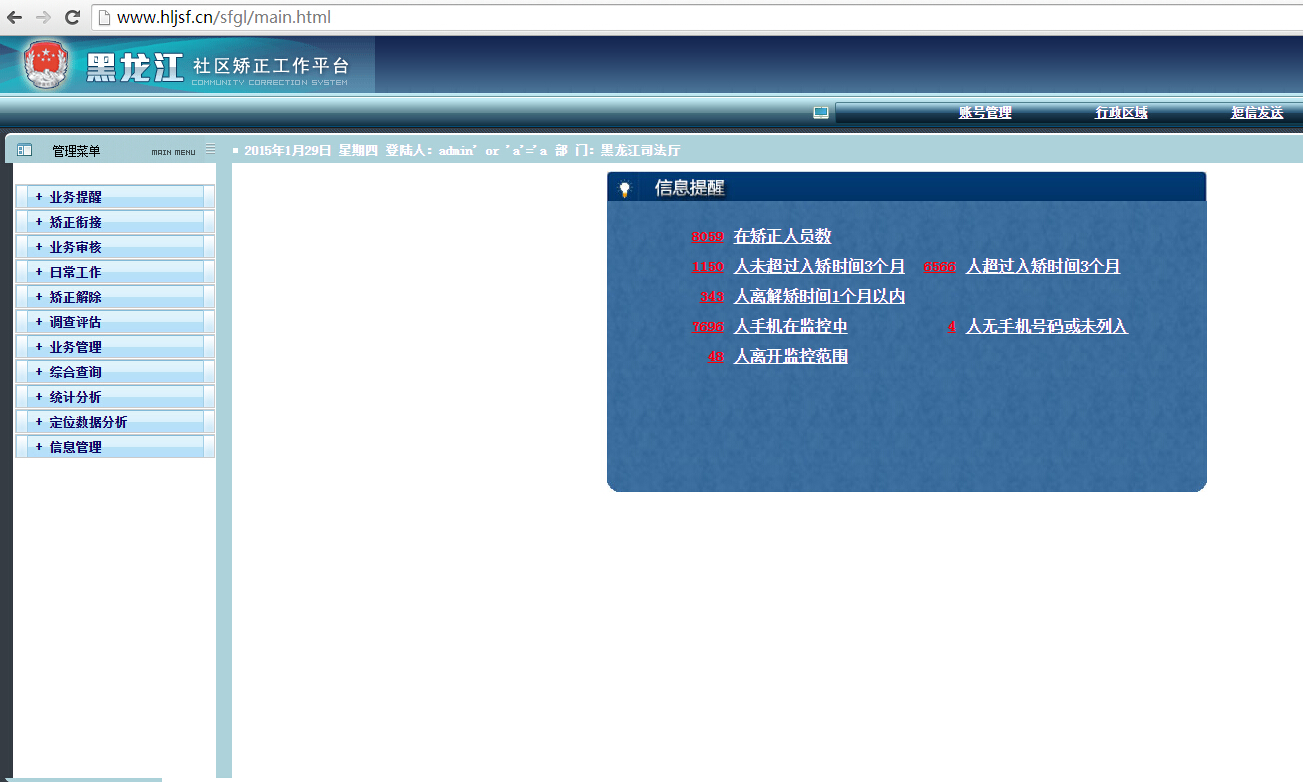 www.hljsf.cn/sfgl/main.html
黑龙江 社区矫正工作平台
COMMUNITY CORRECTION SYSTEM
账号管理 行政区域 短信发送
管理菜单 MAIN MENU
2015年1月29日 星期四 登陆人：admin' or 'a'='a 部 门：黑龙江司法厅
+ 业务提醒
+ 矫正衔接
+ 业务审核
+ 日常工作
+ 矫正解除
+ 调查评估
+ 业务管理
+ 综合查询
+ 统计分析
+ 定位数据分析
+ 信息管理
信息提醒
8059 在矫正人员数
1150 人未超过入矫时间3个月 6566 人超过入矫时间3个月
343 人离解矫时间1个月以内
7696 人手机在监控中 4 人无手机号码或未列入
48 人离开监控范围